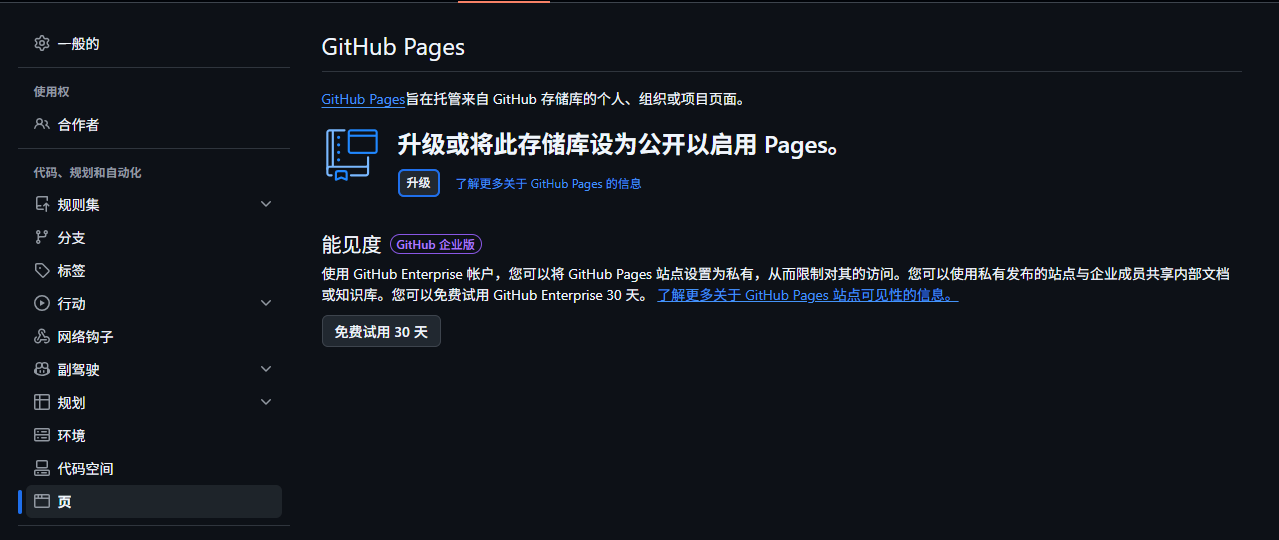 一般的
使用权
合作者
代码、规划和自动化
规则集
分支
标签
行动
网络钩子
副驾驶
规划
环境
代码空间
页
GitHub Pages
GitHub Pages旨在托管来自 GitHub 存储库的个人、组织或项目页面。
升级或将此存储库设为公开以启用 Pages。
升级 了解更多关于 GitHub Pages 的信息
能见度 GitHub 企业版
使用 GitHub Enterprise 帐户，您可以将 GitHub Pages 站点设置为私有，从而限制对其的访问。您可以使用私有发布的站点与企业成员共享内部文档
或知识库。您可以免费试用 GitHub Enterprise 30 天。 了解更多关于 GitHub Pages 站点可见性的信息。
免费试用 30 天